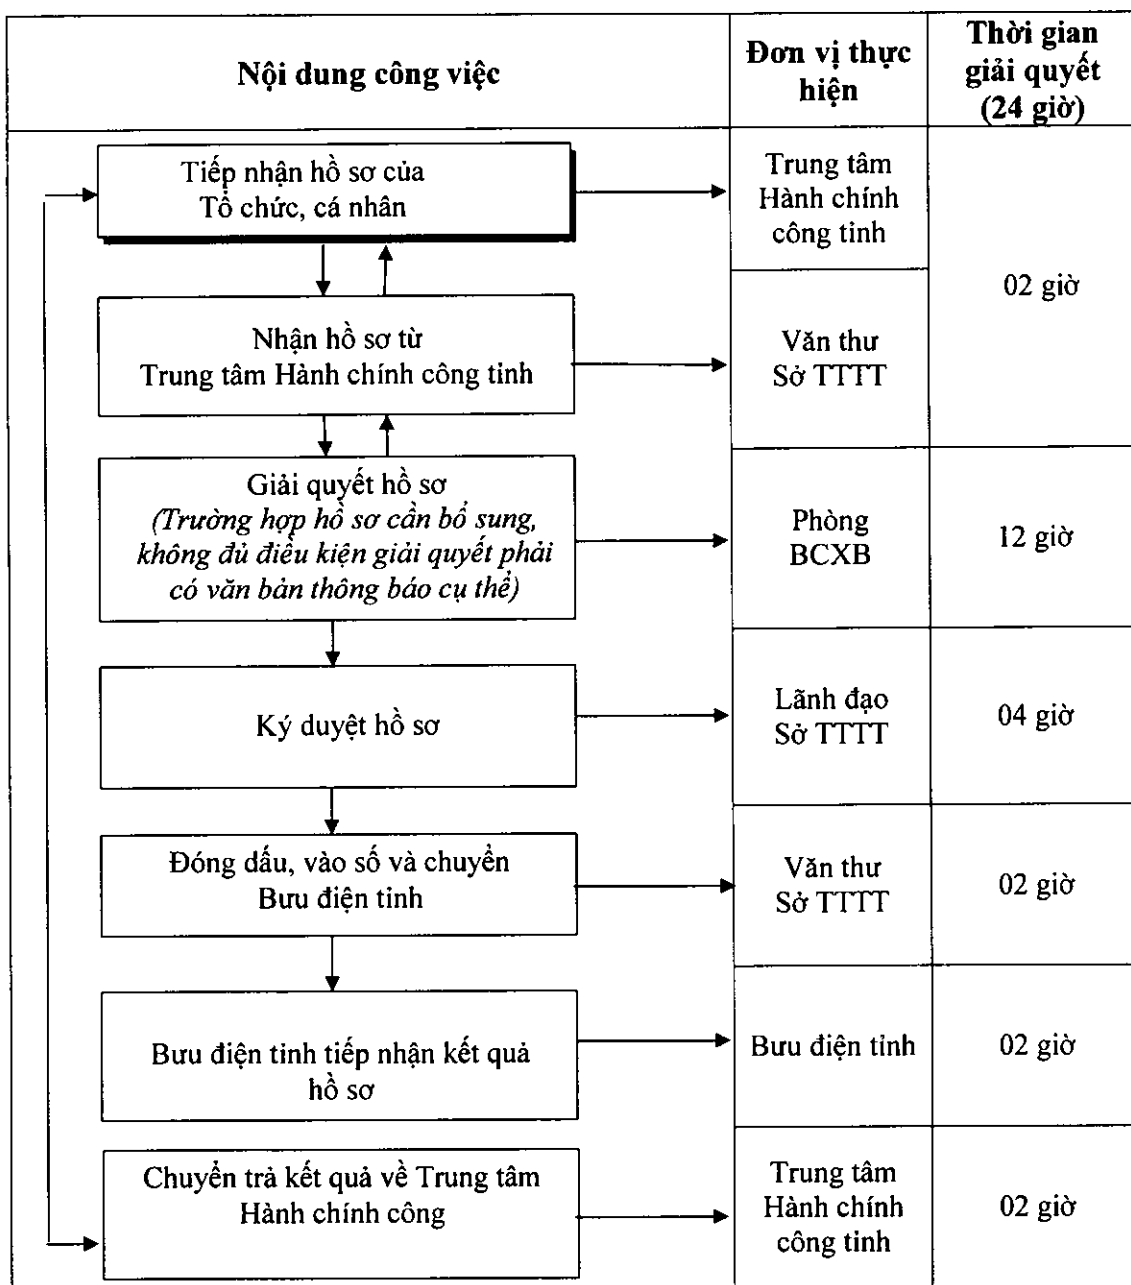 Nội dung công việc
Đơn vị thực
hiện
Thời gian
giải quyết
(24 giờ)
Tiếp nhận hồ sơ của
Tổ chức, cá nhân
Trung tâm
Hành chính
công tỉnh
02 giờ
Nhận hồ sơ từ
Trung tâm Hành chính công tỉnh
Văn thư
Sở TTTT
Giải quyết hồ sơ
(Trường hợp hồ sơ cần bổ sung,
không đủ điều kiện giải quyết phải
có văn bản thông báo cụ thể)
Phòng
BCXB
12 giờ
Ký duyệt hồ sơ
Lãnh đạo
Sở TTTT
04 giờ
Đóng dấu, vào số và chuyển
Bưu điện tỉnh
Văn thư
Sở TTTT
02 giờ
Bưu điện tỉnh tiếp nhận kết quả
hồ sơ
Bưu điện tỉnh
02 giờ
Chuyển trả kết quả về Trung tâm
Hành chính công
Trung tâm
Hành chính
công tỉnh
02 giờ